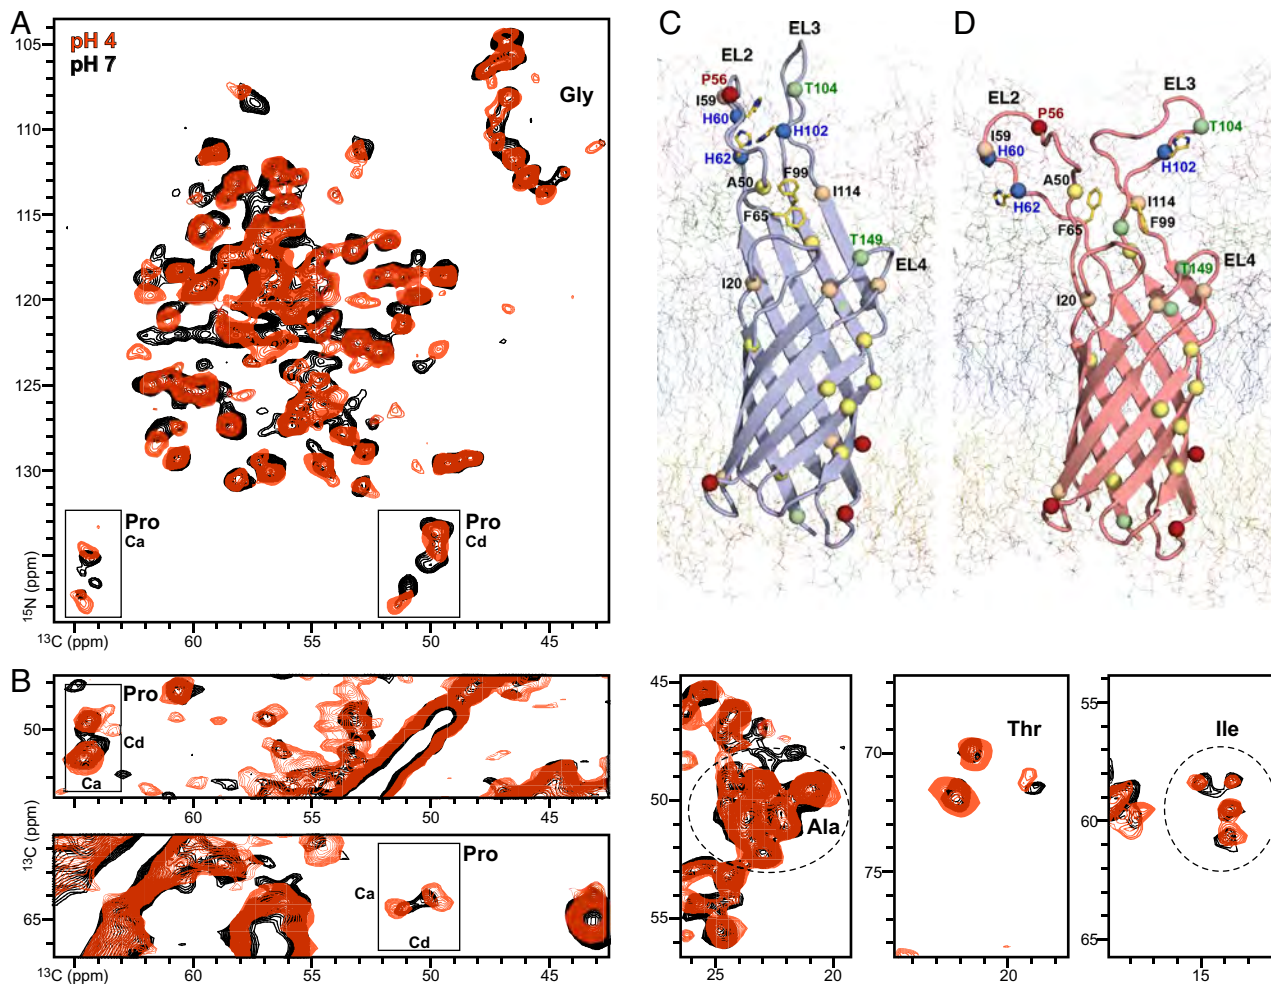 A
pH 4
pH 7
Gly
105
110
115
120
125
130
15N (ppm)
Pro
Ca
Pro
Cd
13C (ppm)
60
55
50
45
C
EL3
EL2
P56
I59
T104
H60
H102
H62
A50
F99
I114
F65
T149
EL4
I20
D
EL3
EL2
P56
T104
I59
H60
H102
H62
A50
I114
F65
F99
EL4
T149
I20
B
Pro
Cd
Ca
50
13C (ppm)
Pro
Ca
Cd
65
13C (ppm)
60
55
50
45
45
50
55
Ala
25
20
70
75
Thr
20
55
60
65
Ile
15